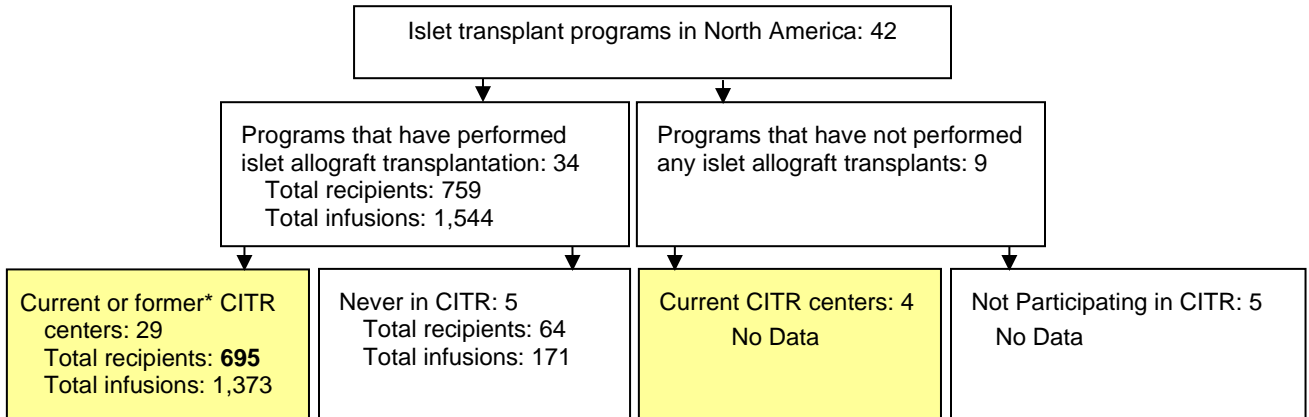 Islet transplant programs in North America: 42
Programs that have performed
islet allograft transplantation: 34
Total recipients: 759
Total infusions: 1,544
Programs that have not performed
any islet allograft transplants: 9
Current or former* CITR
centers: 29
Total recipients: 695
Total infusions: 1,373
Never in CITR: 5
Total recipients: 64
Total infusions: 171
Current CITR centers: 4
No Data
Not Participating in CITR: 5
No Data